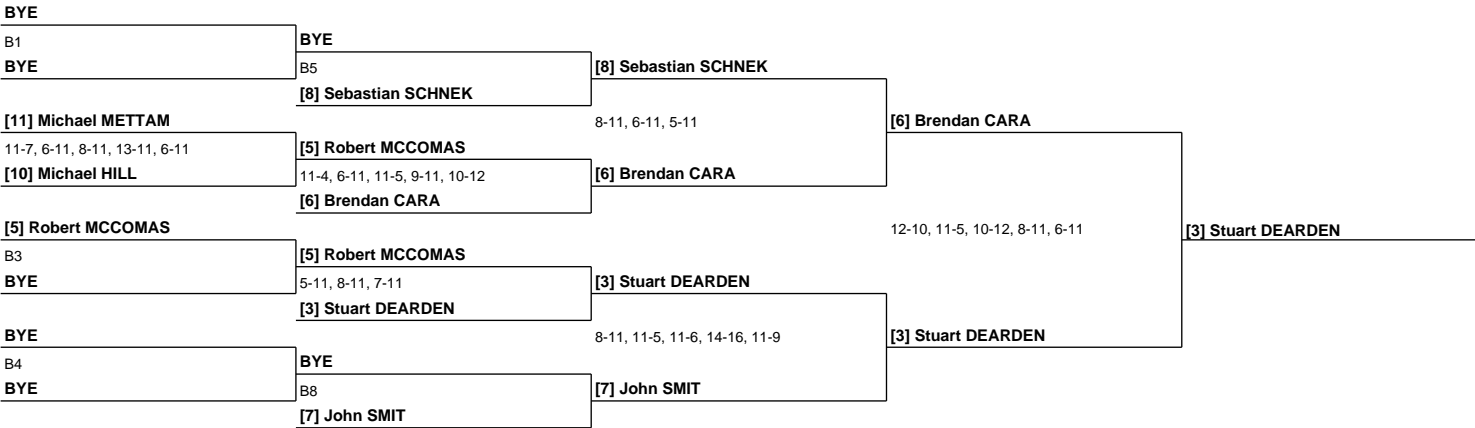 BYE
B1
BYE
BYE
B5
[8] Sebastian SCHNEK
[8] Sebastian SCHNEK
[11] Michael METTAM
11-7, 6-11, 8-11, 13-11, 6-11
[10] Michael HILL
[5] Robert MCCOMAS
11-4, 6-11, 11-5, 9-11, 10-12
[6] Brendan CARA
8-11, 6-11, 5-11
[6] Brendan CARA
[6] Brendan CARA
[5] Robert MCCOMAS
B3
BYE
[5] Robert MCCOMAS
5-11, 8-11, 7-11
[3] Stuart DEARDEN
[3] Stuart DEARDEN
12-10, 11-5, 10-12, 8-11, 6-11
[3] Stuart DEARDEN
BYE
B4
BYE
BYE
B8
[7] John SMIT
8-11, 11-5, 11-6, 14-16, 11-9
[7] John SMIT
[3] Stuart DEARDEN